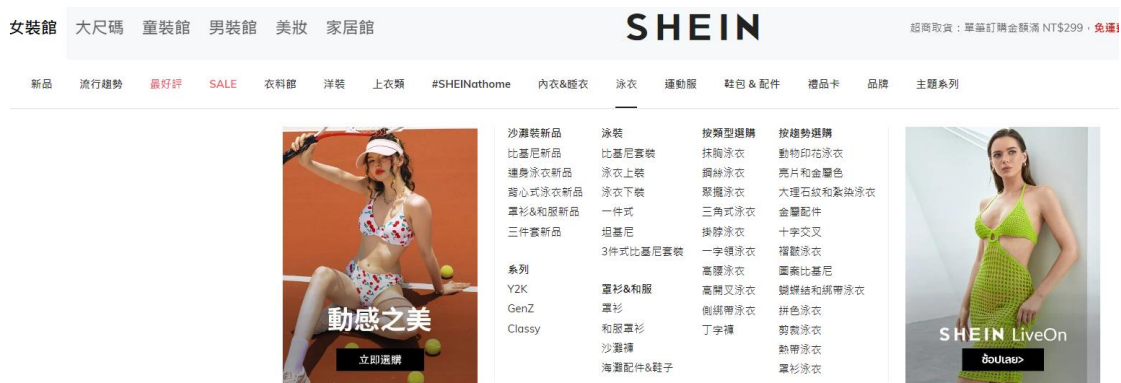 女裝館 大尺碼 童裝館 男裝館 美妝 家居館
SHEIN
超商取貨：單筆訂購金額滿 NT$299，免運
新品 流行趨勢 最好評 SALE 衣料館 洋裝 上衣類 #SHEINathome 內衣&睡衣 泳衣 運動服 鞋包 & 配件 禮品卡 品牌 主題系列
動感之美
立即選購
沙灘裝新品
比基尼新品
連身泳衣新品
背心式泳衣新品
罩衫&和服新品
三件套新品
系列
Y2K
GenZ
Classy
泳裝
比基尼套裝
泳衣上裝
泳衣下裝
一件式
坦基尼
3件式比基尼套裝
罩衫&和服
罩衫
和服罩衫
沙灘褲
海灘配件&鞋子
按類型選購
抹胸泳衣
鋼絲泳衣
聚攏泳衣
三角式泳衣
掛脖泳衣
一字領泳衣
高腰泳衣
高開叉泳衣
側綁帶泳衣
丁字褲
按趨勢選購
動物印花泳衣
亮片和金屬色
大理石紋和紮染泳衣
金屬配件
十字交叉
褶皺泳衣
圖案比基尼
蝴蝶結和綁帶泳衣
拼色泳衣
剪裁泳衣
熱帶泳衣
罩衫泳衣
SHEIN LiveOn
ช้อปเลย>